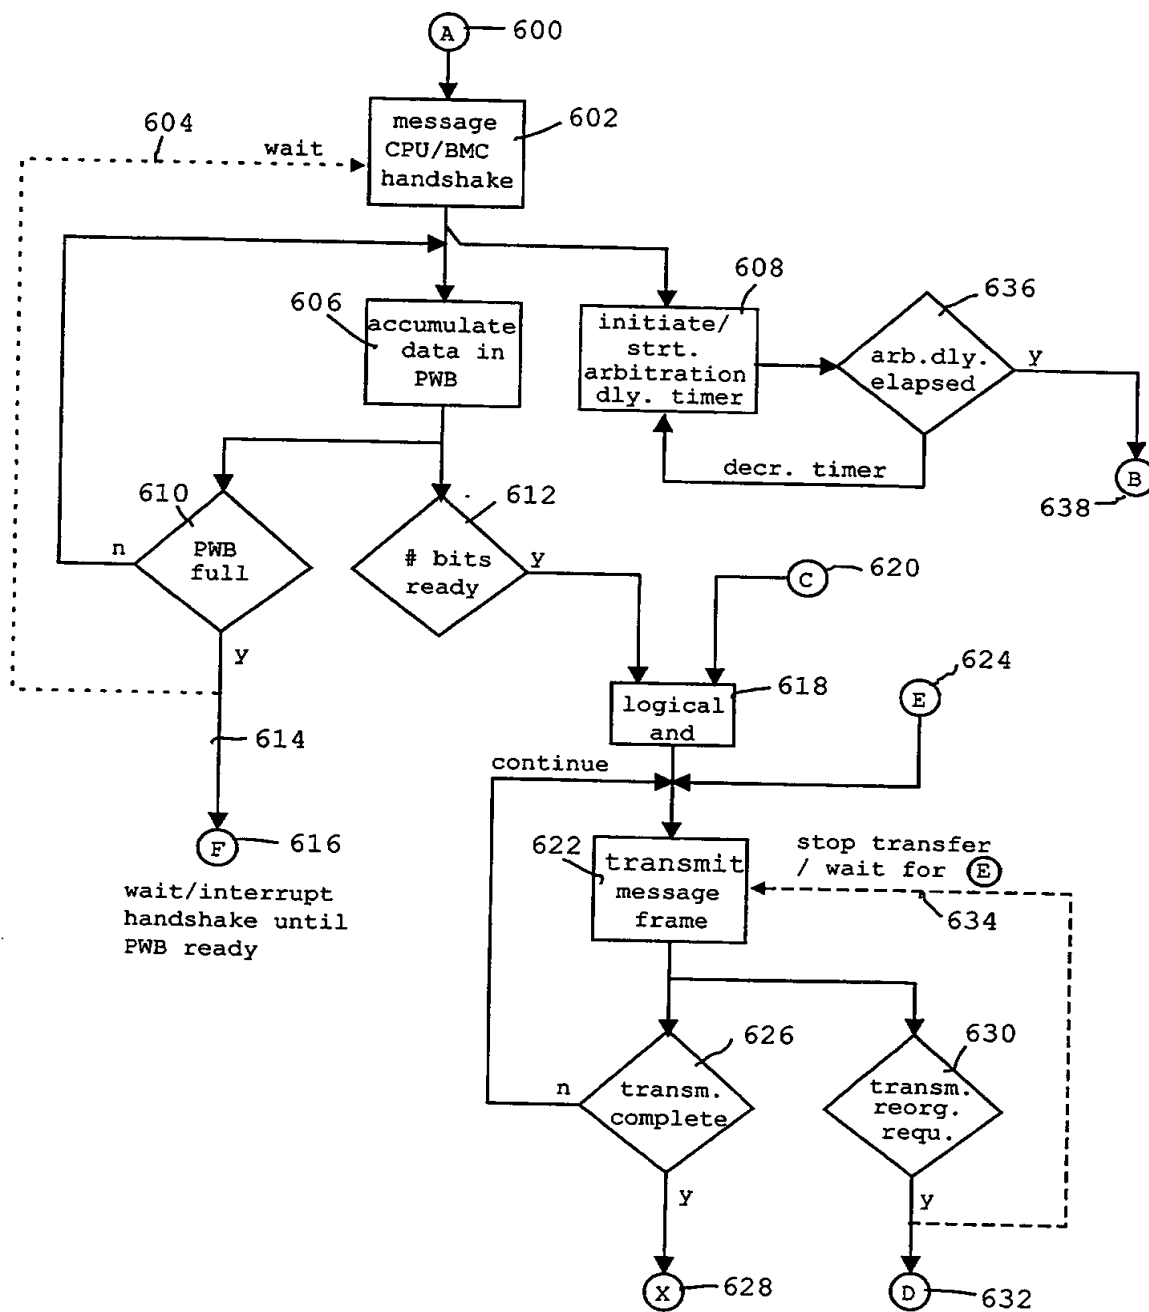 A
600
message
CPU/BMC
handshake
602
604
wait
606
accumulate
data in
PWB
608
initiate/
strt.
arbitration
dly. timer
636
arb.dly.
elapsed
y
decr. timer
B
638
610
PWB
full
n
y
612
# bits
ready
y
C
620
614
618
logical
and
E
624
continue
F
616
wait/interrupt
handshake until
PWB ready
622
transmit
message
frame
stop transfer
/ wait for E
634
626
transm.
complete
n
y
630
transm.
reorg.
requ.
y
X
628
D
632